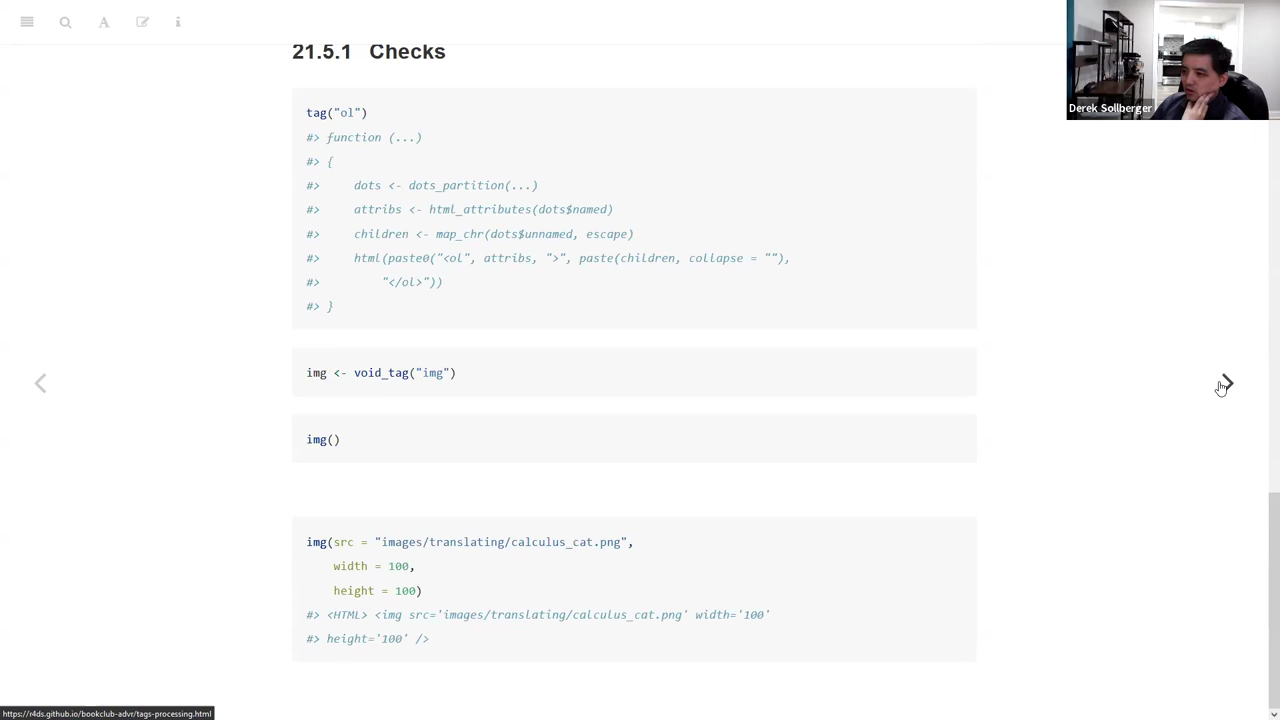 21.5.1 Checks
Derek Sollberger
tag("ol")
#> function (...)
#> {
#>     dots <- dots_partition(...)
#>     attribs <- html_attributes(dots$named)
#>     children <- map_chr(dots$unnamed, escape)
#>     html(paste0("<ol", attribs, ">", paste(children, collapse = ""),
#>         "</ol>"))
#> }
img <- void_tag("img")
img()
img(src = "images/translating/calculus_cat.png",
    width = 100,
    height = 100)
#> <HTML> <img src='images/translating/calculus_cat.png' width='100'
#> height='100' />
https://r4ds.github.io/bookclub-advr/tags-processing.html